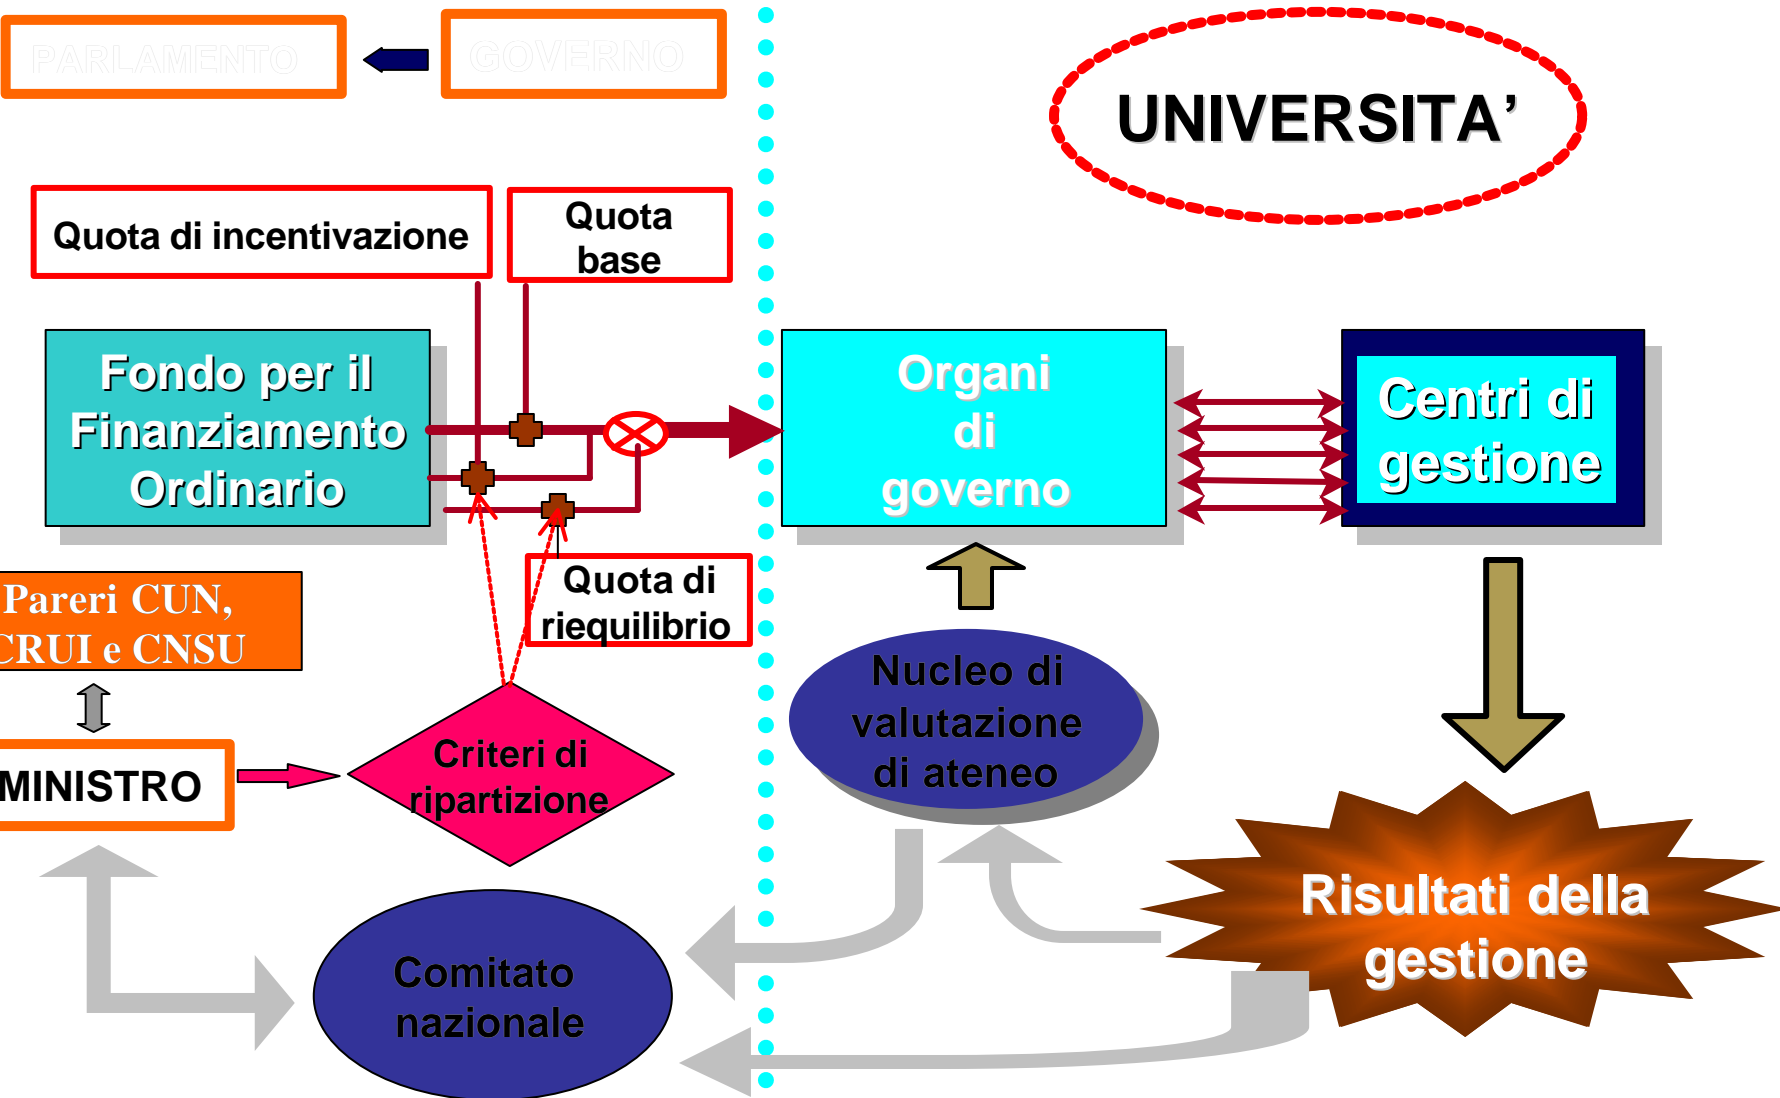 PARLAMENTO
GOVERNO
UNIVERSITA’
Quota di incentivazione
Quota
base
Fondo per il
Finanziamento
Ordinario
Organi
di
governo
Centri di
gestione
Quota di
riequilibrio
Pareri CUN,
CRUI e CNSU
Nucleo di
valutazione
di ateneo
MINISTRO
Criteri di
ripartizione
Risultati della
gestione
Comitato
nazionale